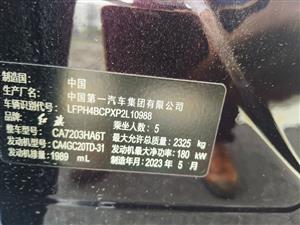 制造国: 中国
生产厂名: 中国第一汽车集团有限公司
车辆识别代号: LFPH4BCPXP2L10988
品牌: 红旗 乘坐人数: 5
整车型号: CA7203HA6T 最大允许总质量: 2325 kg
发动机型号: CA4GC20TD-31 发动机最大净功率: 180 kW
发动机排量: 1989 mL 制造年月: 2023 年 5 月